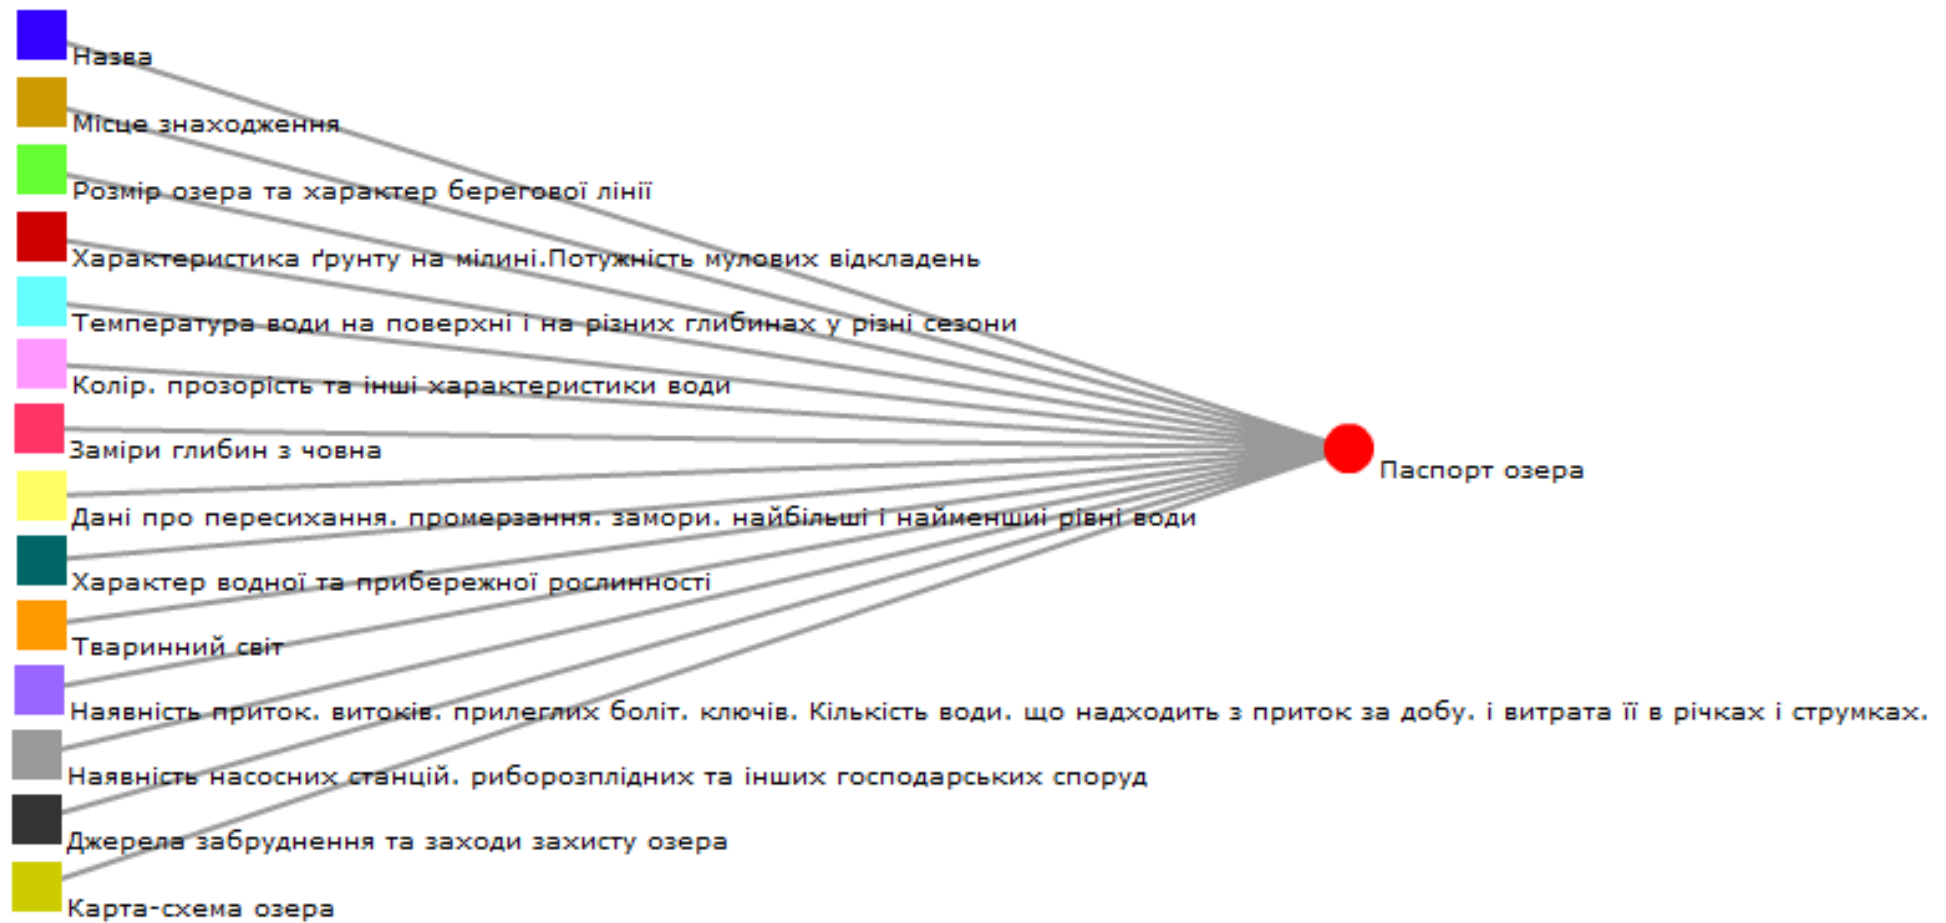 Назва
Місце знаходження
Розмір озера та характер берегової лінії
Характеристика ґрунту на мілині.Потужність мулових відкладень
Температура води на поверхні і на різних глибинах у різні сезони
Колір. прозорість та інші характеристики води
Заміри глибин з човна
Паспорт озера
Дані про пересихання. промерзання. замори. найбільші і найменшиі рівні води
Характер водної та прибережної рослинності
Тваринний світ
Наявність приток. витоків. прилеглих боліт. ключів. Кількість води. що надходить з приток за добу. і витрата її в річках і струмках.
Наявність насосних станцій. риборозплідних та інших господарських споруд
Джерела забруднення та заходи захисту озера
Карта-схема озера